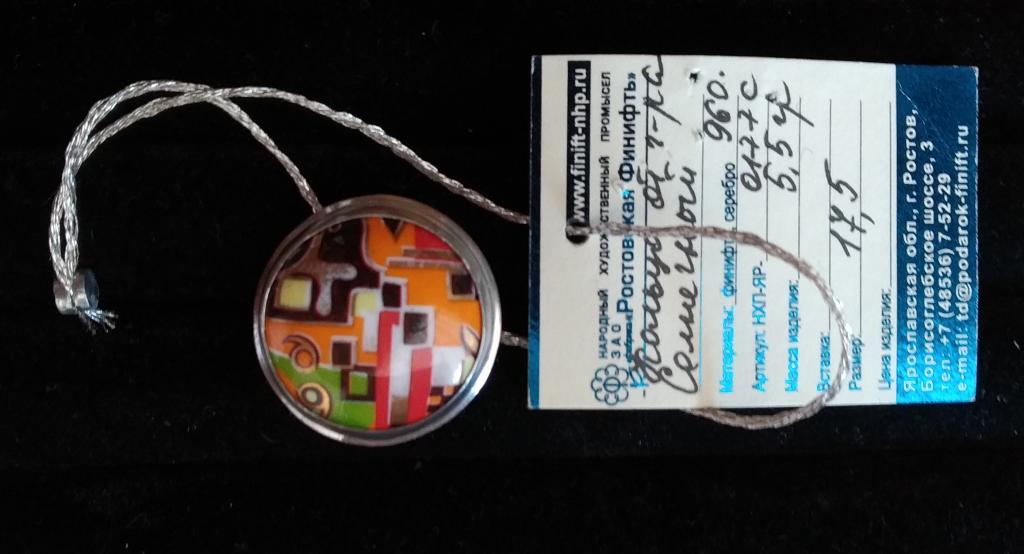 www.finift-nhp.ru
НАРОДНЫЙ ХУДОЖЕСТВЕННЫЙ ПРОМЫСЕЛ
ЗАО
Ростовская Финифть»
Кольцо
Материалы: финифть, серебро 960.
Артикул: НХП-ЯР- 0177 с
Масса изделия: 5,5 гр
Вставка:
Размер: 17,5
Цена изделия:
Ярославская обл., г. Ростов,
Борисоглебское шоссе, 3
тел: +7 (48536) 7-52-29
e-mail: td@podarok-finift.ru